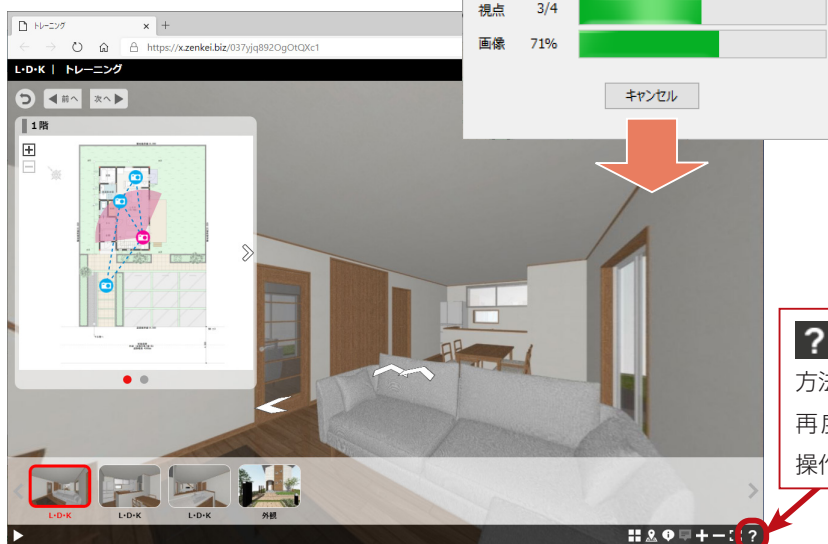 視点 3/4
画像 71%
キャンセル
トレーニング
https://x.zenkei.biz/037yjq892OgOtQXc1
L・D・K | トレーニング
前へ 次へ
1階
?
方法
再度
操作
L・D・K L・D・K L・D・K 外観
?